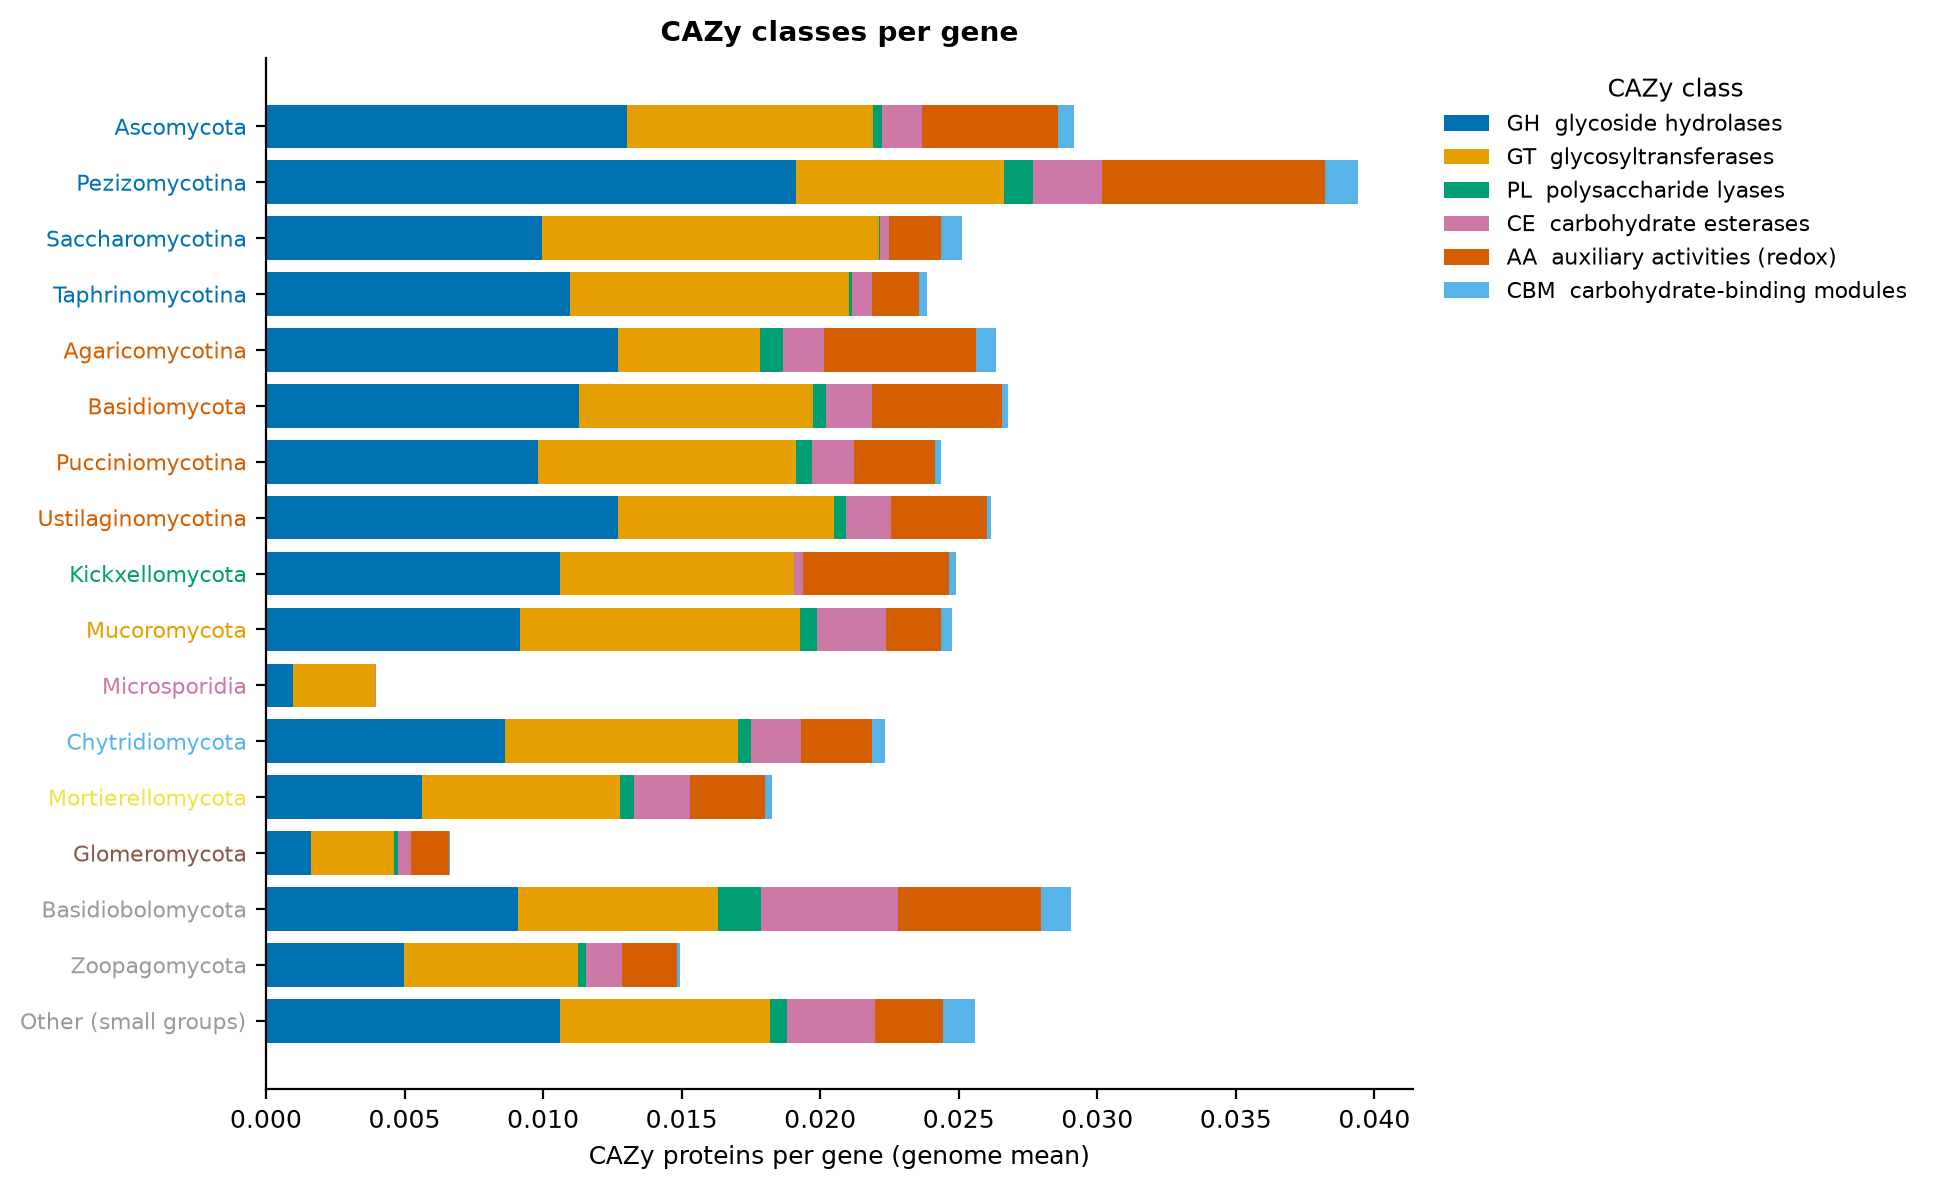 CAZy classes per gene
CAZy class
GH  glycoside hydrolases
GT  glycosyltransferases
PL  polysaccharide lyases
CE  carbohydrate esterases
AA  auxiliary activities (redox)
CBM  carbohydrate-binding modules
Ascomycota
Pezizomycotina
Saccharomycotina
Taphrinomycotina
Agaricomycotina
Basidiomycota
Pucciniomycotina
Ustilaginomycotina
Kickxellomycota
Mucoromycota
Microsporidia
Chytridiomycota
Mortierellomycota
Glomeromycota
Basidiobolomycota
Zoopagomycota
Other (small groups)
0.000 0.005 0.010 0.015 0.020 0.025 0.030 0.035 0.040
CAZy proteins per gene (genome mean)